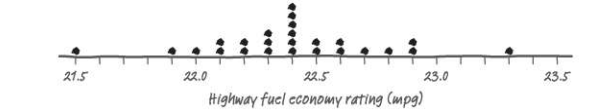 21.5 22.0 22.5 23.0 23.5
Highway fuel economy rating (mpg)